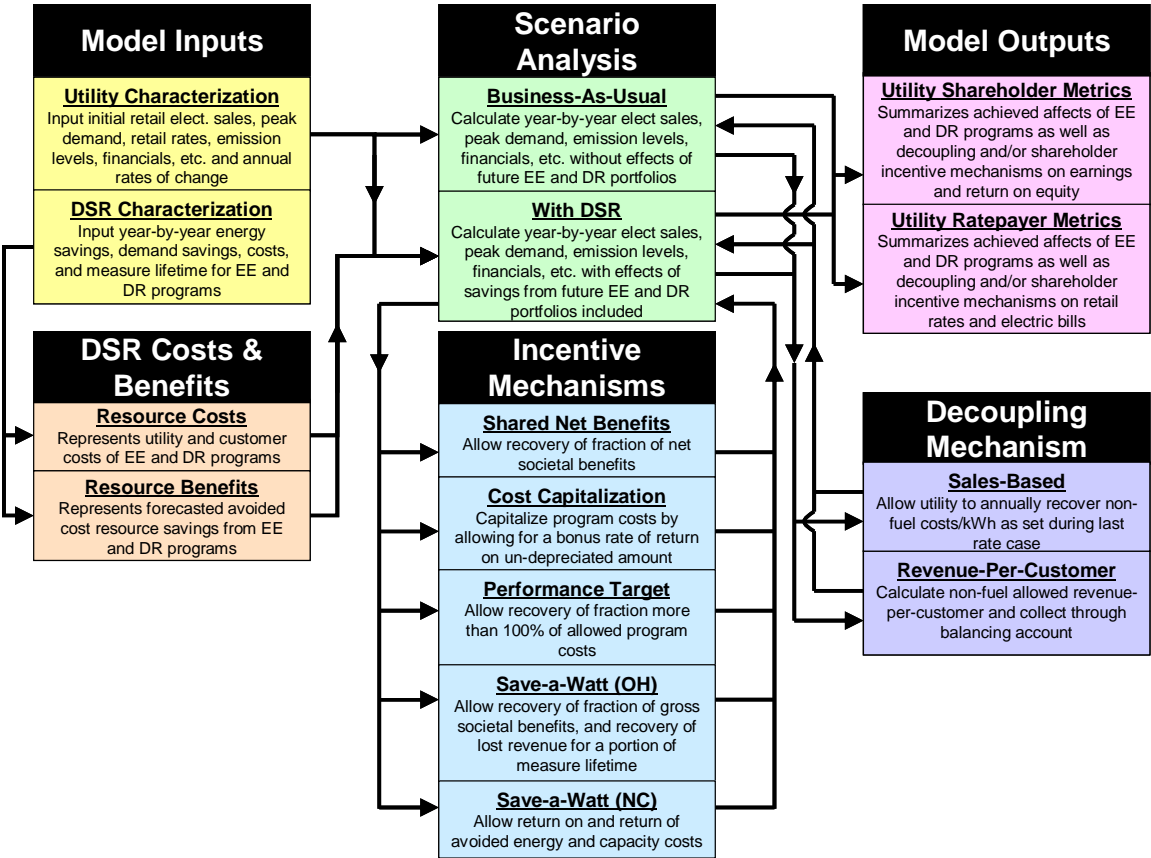 Model Inputs
Utility Characterization
Input initial retail elect. sales, peak
demand, retail rates, emission
levels, financials, etc. and annual
rates of change
DSR Characterization
Input year-by-year energy
savings, demand savings, costs,
and measure lifetime for EE and
DR programs
DSR Costs &
Benefits
Resource Costs
Represents utility and customer
costs of EE and DR programs
Resource Benefits
Represents forecasted avoided
cost resource savings from EE
and DR programs
Scenario
Analysis
Business-As-Usual
Calculate year-by-year elect sales,
peak demand, emission levels,
financials, etc. without effects of
future EE and DR portfolios
With DSR
Calculate year-by-year elect sales,
peak demand, emission levels,
financials, etc. with effects of
savings from future EE and DR
portfolios included
Incentive
Mechanisms
Shared Net Benefits
Allow recovery of fraction of net
societal benefits
Cost Capitalization
Capitalize program costs by
allowing for a bonus rate of return
on un-depreciated amount
Performance Target
Allow recovery of fraction more
than 100% of allowed program
costs
Save-a-Watt (OH)
Allow recovery of fraction of gross
societal benefits, and recovery of
lost revenue for a portion of
measure lifetime
Save-a-Watt (NC)
Allow return on and return of
avoided energy and capacity costs
Model Outputs
Utility Shareholder Metrics
Summarizes achieved affects of EE
and DR programs as well as
decoupling and/or shareholder
incentive mechanisms on earnings
and return on equity
Utility Ratepayer Metrics
Summarizes achieved affects of EE
and DR programs as well as
decoupling and/or shareholder
incentive mechanisms on retail
rates and electric bills
Decoupling
Mechanism
Sales-Based
Allow utility to annually recover non-
fuel costs/kWh as set during last
rate case
Revenue-Per-Customer
Calculate non-fuel allowed revenue-
per-customer and collect through
balancing account